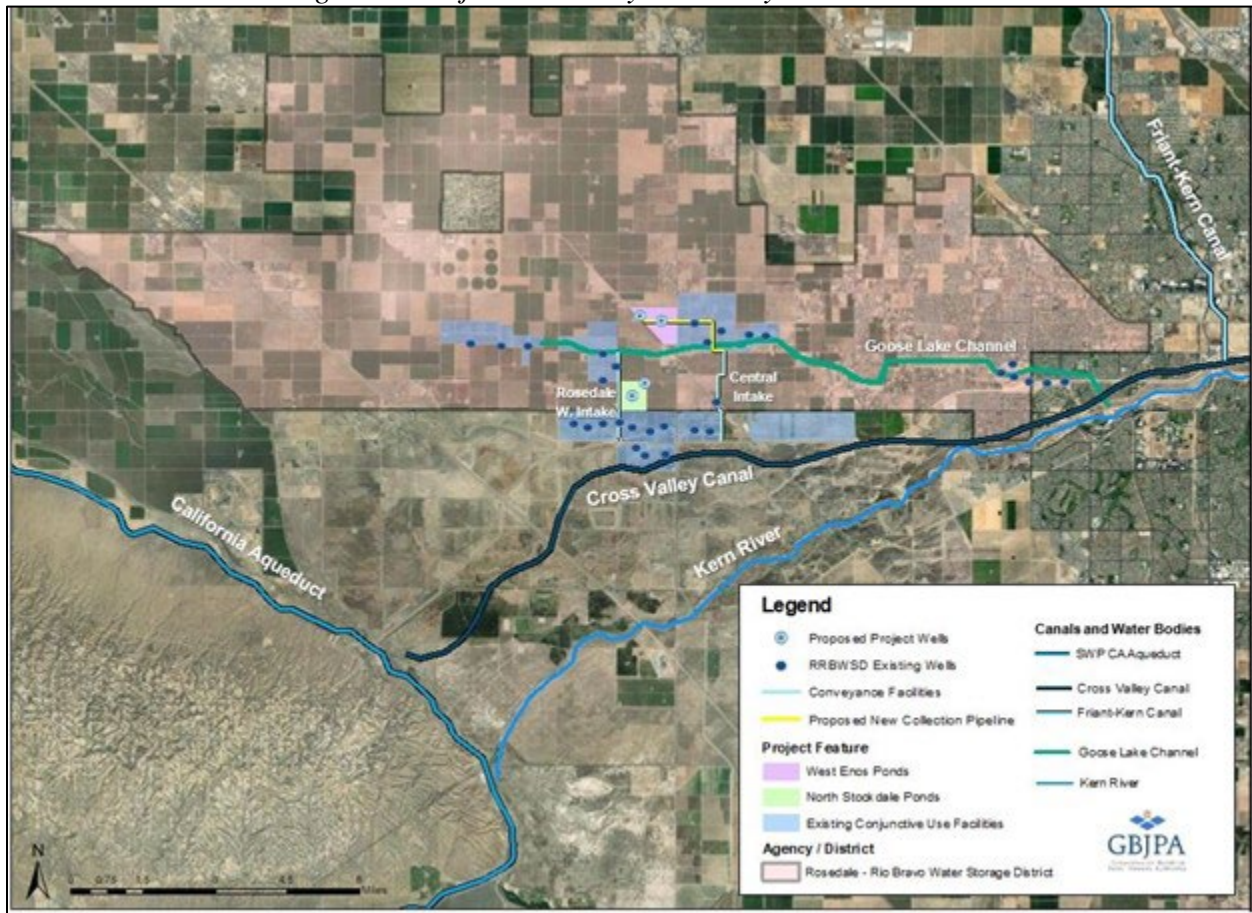 Friant-Kern Canal
Goose Lake Channel
Rosedale
W. Intake
Central
Intake
Cross Valley Canal
California Aqueduct
Kern River
Legend
Proposed Project Wells
RRBWSD Existing Wells
Conveyance Facilities
Proposed New Collection Pipeline
Project Feature
West Enos Ponds
North Stockdale Ponds
Existing Conjunctive Use Facilities
Agency / District
Rosedale - Rio Bravo Water Storage District
Canals and Water Bodies
SWP CA Aqueduct
Cross Valley Canal
Friant-Kern Canal
Goose Lake Channel
Kern River
GBJPA
N
0 0.75 1.5 3 4.5 6
Miles